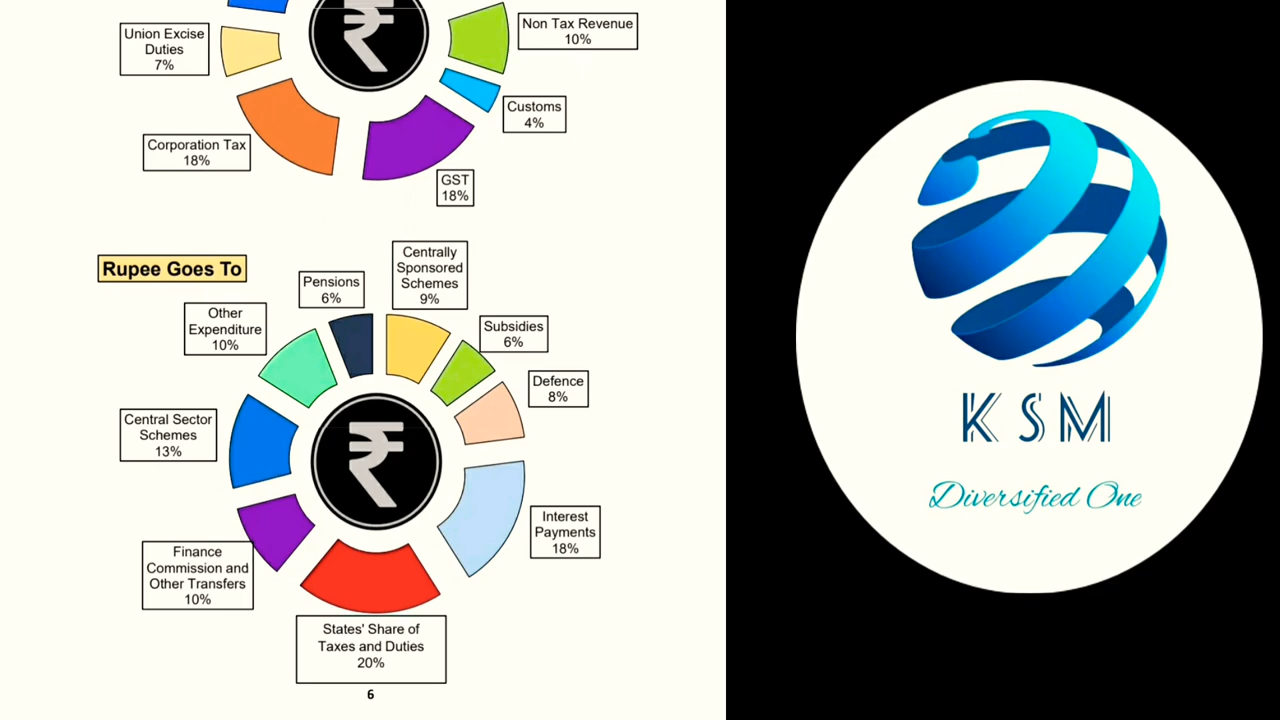 Union Excise
Duties
7%
Non Tax Revenue
10%
Customs
4%
Corporation Tax
18%
GST
18%
Rupee Goes To
Pensions
6%
Centrally
Sponsored
Schemes
9%
Other
Expenditure
10%
Subsidies
6%
Defence
8%
Central Sector
Schemes
13%
Interest
Payments
18%
Finance
Commission and
Other Transfers
10%
States' Share of
Taxes and Duties
20%
6
₹
₹
KSM
Diversified One